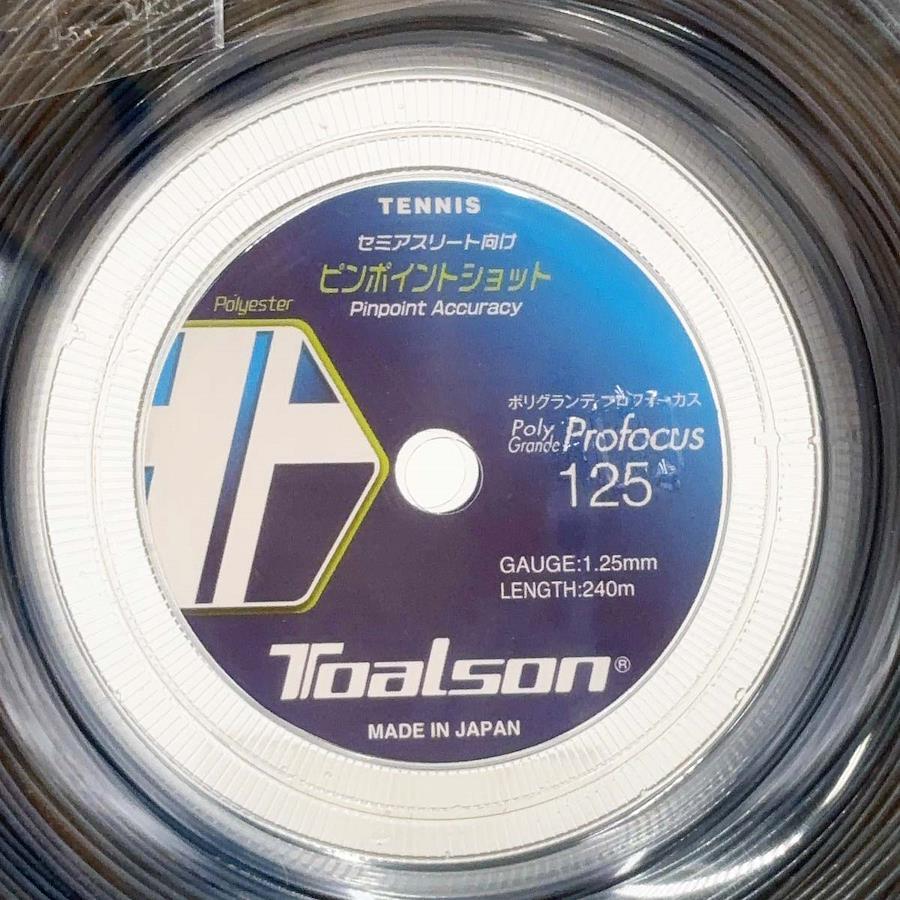 TENNIS
セミアスリート向け
ピンポイントショット
Polyester
Pinpoint Accuracy
ポリグランデ プロフォーカス
Poly Grande Profocus
125
GAUGE:1.25mm
LENGTH:240m
Toalson®
MADE IN JAPAN